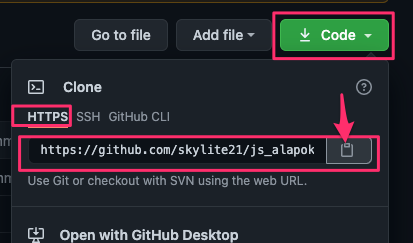 Go to file Add file Code
Clone
HTTPS SSH GitHub CLI
https://github.com/skylite21/js_alapok
Use Git or checkout with SVN using the web URL.
Open with GitHub Desktop